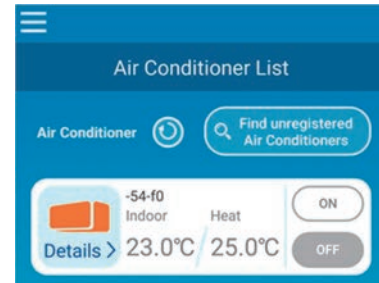 Air Conditioner List
Air Conditioner
Find unregistered
Air Conditioners
-54-f0
Indoor Heat
ON
Details > 23.0°C 25.0°C
OFF